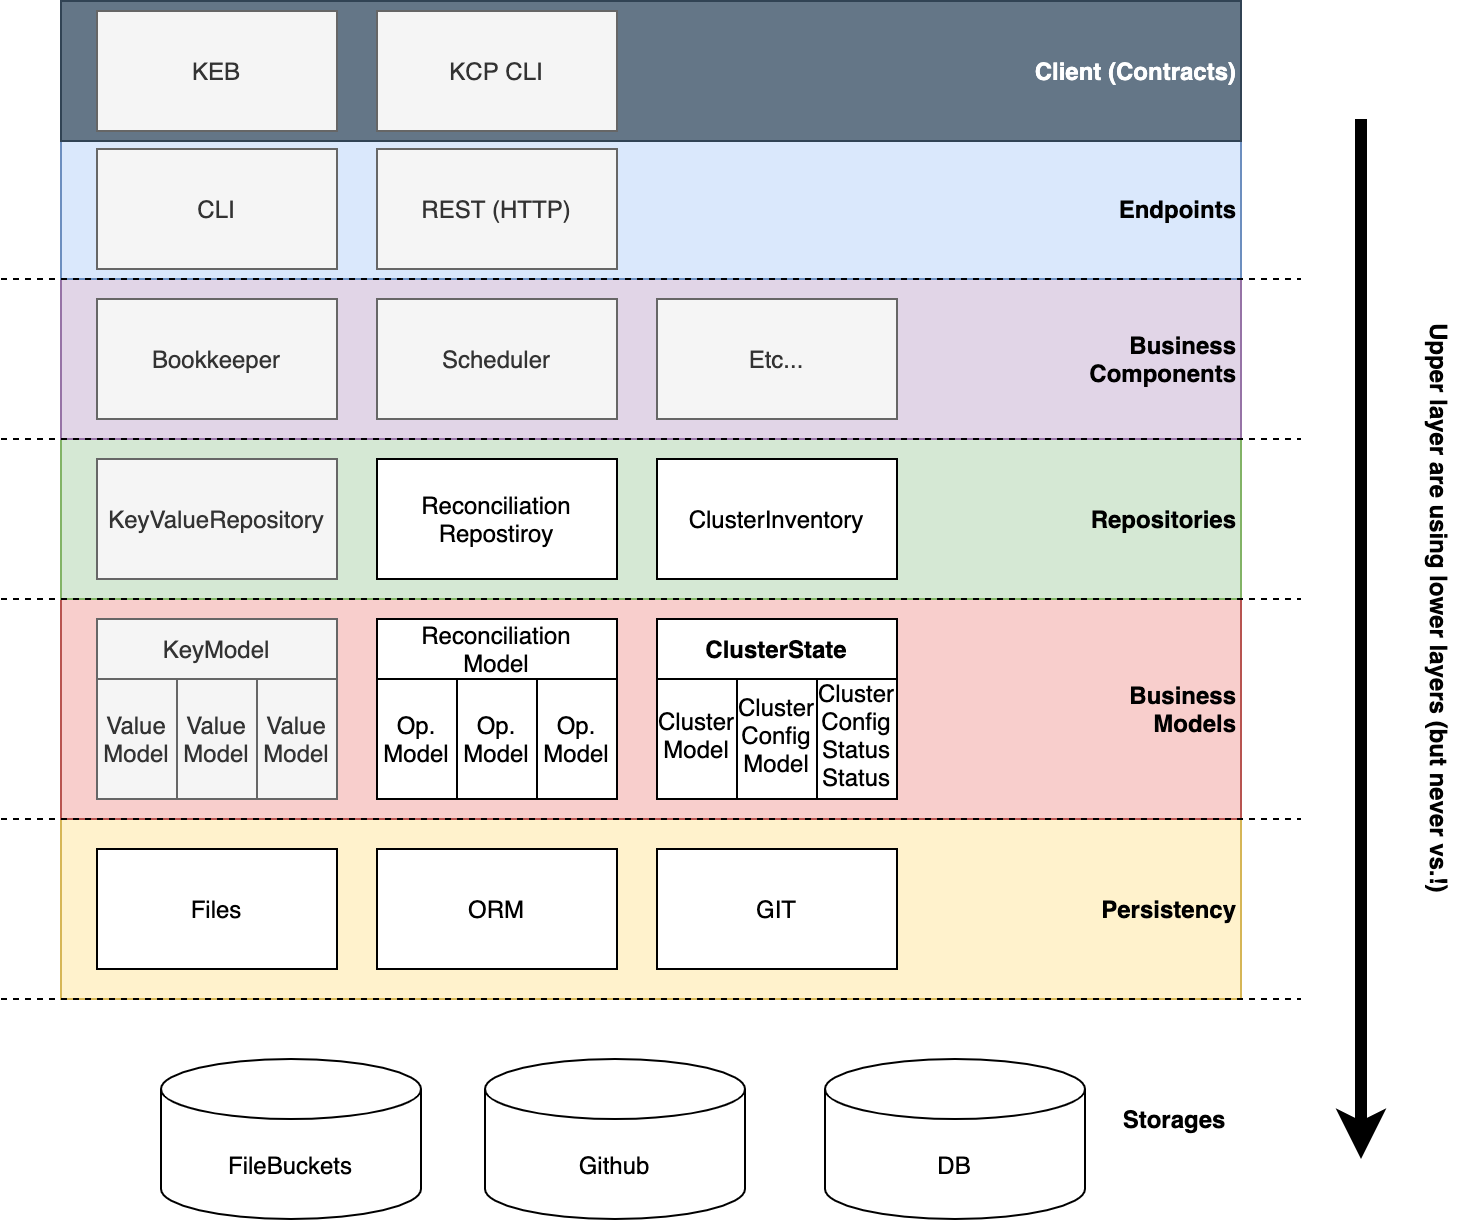 KEB
KCP CLI
Client (Contracts)
CLI
REST (HTTP)
Endpoints
Bookkeeper
Scheduler
Etc...
Business
Components
KeyValueRepository
Reconciliation
Repostiroy
ClusterInventory
Repositories
KeyModel
Value
Model
Value
Model
Value
Model
Reconciliation
Model
Op.
Model
Op.
Model
Op.
Model
ClusterState
Cluster
Model
Cluster
Config
Model
Cluster
Config
Status
Status
Business
Models
Files
ORM
GIT
Persistency
FileBuckets
Github
DB
Storages
Upper layer are using lower layers (but never vs.!)